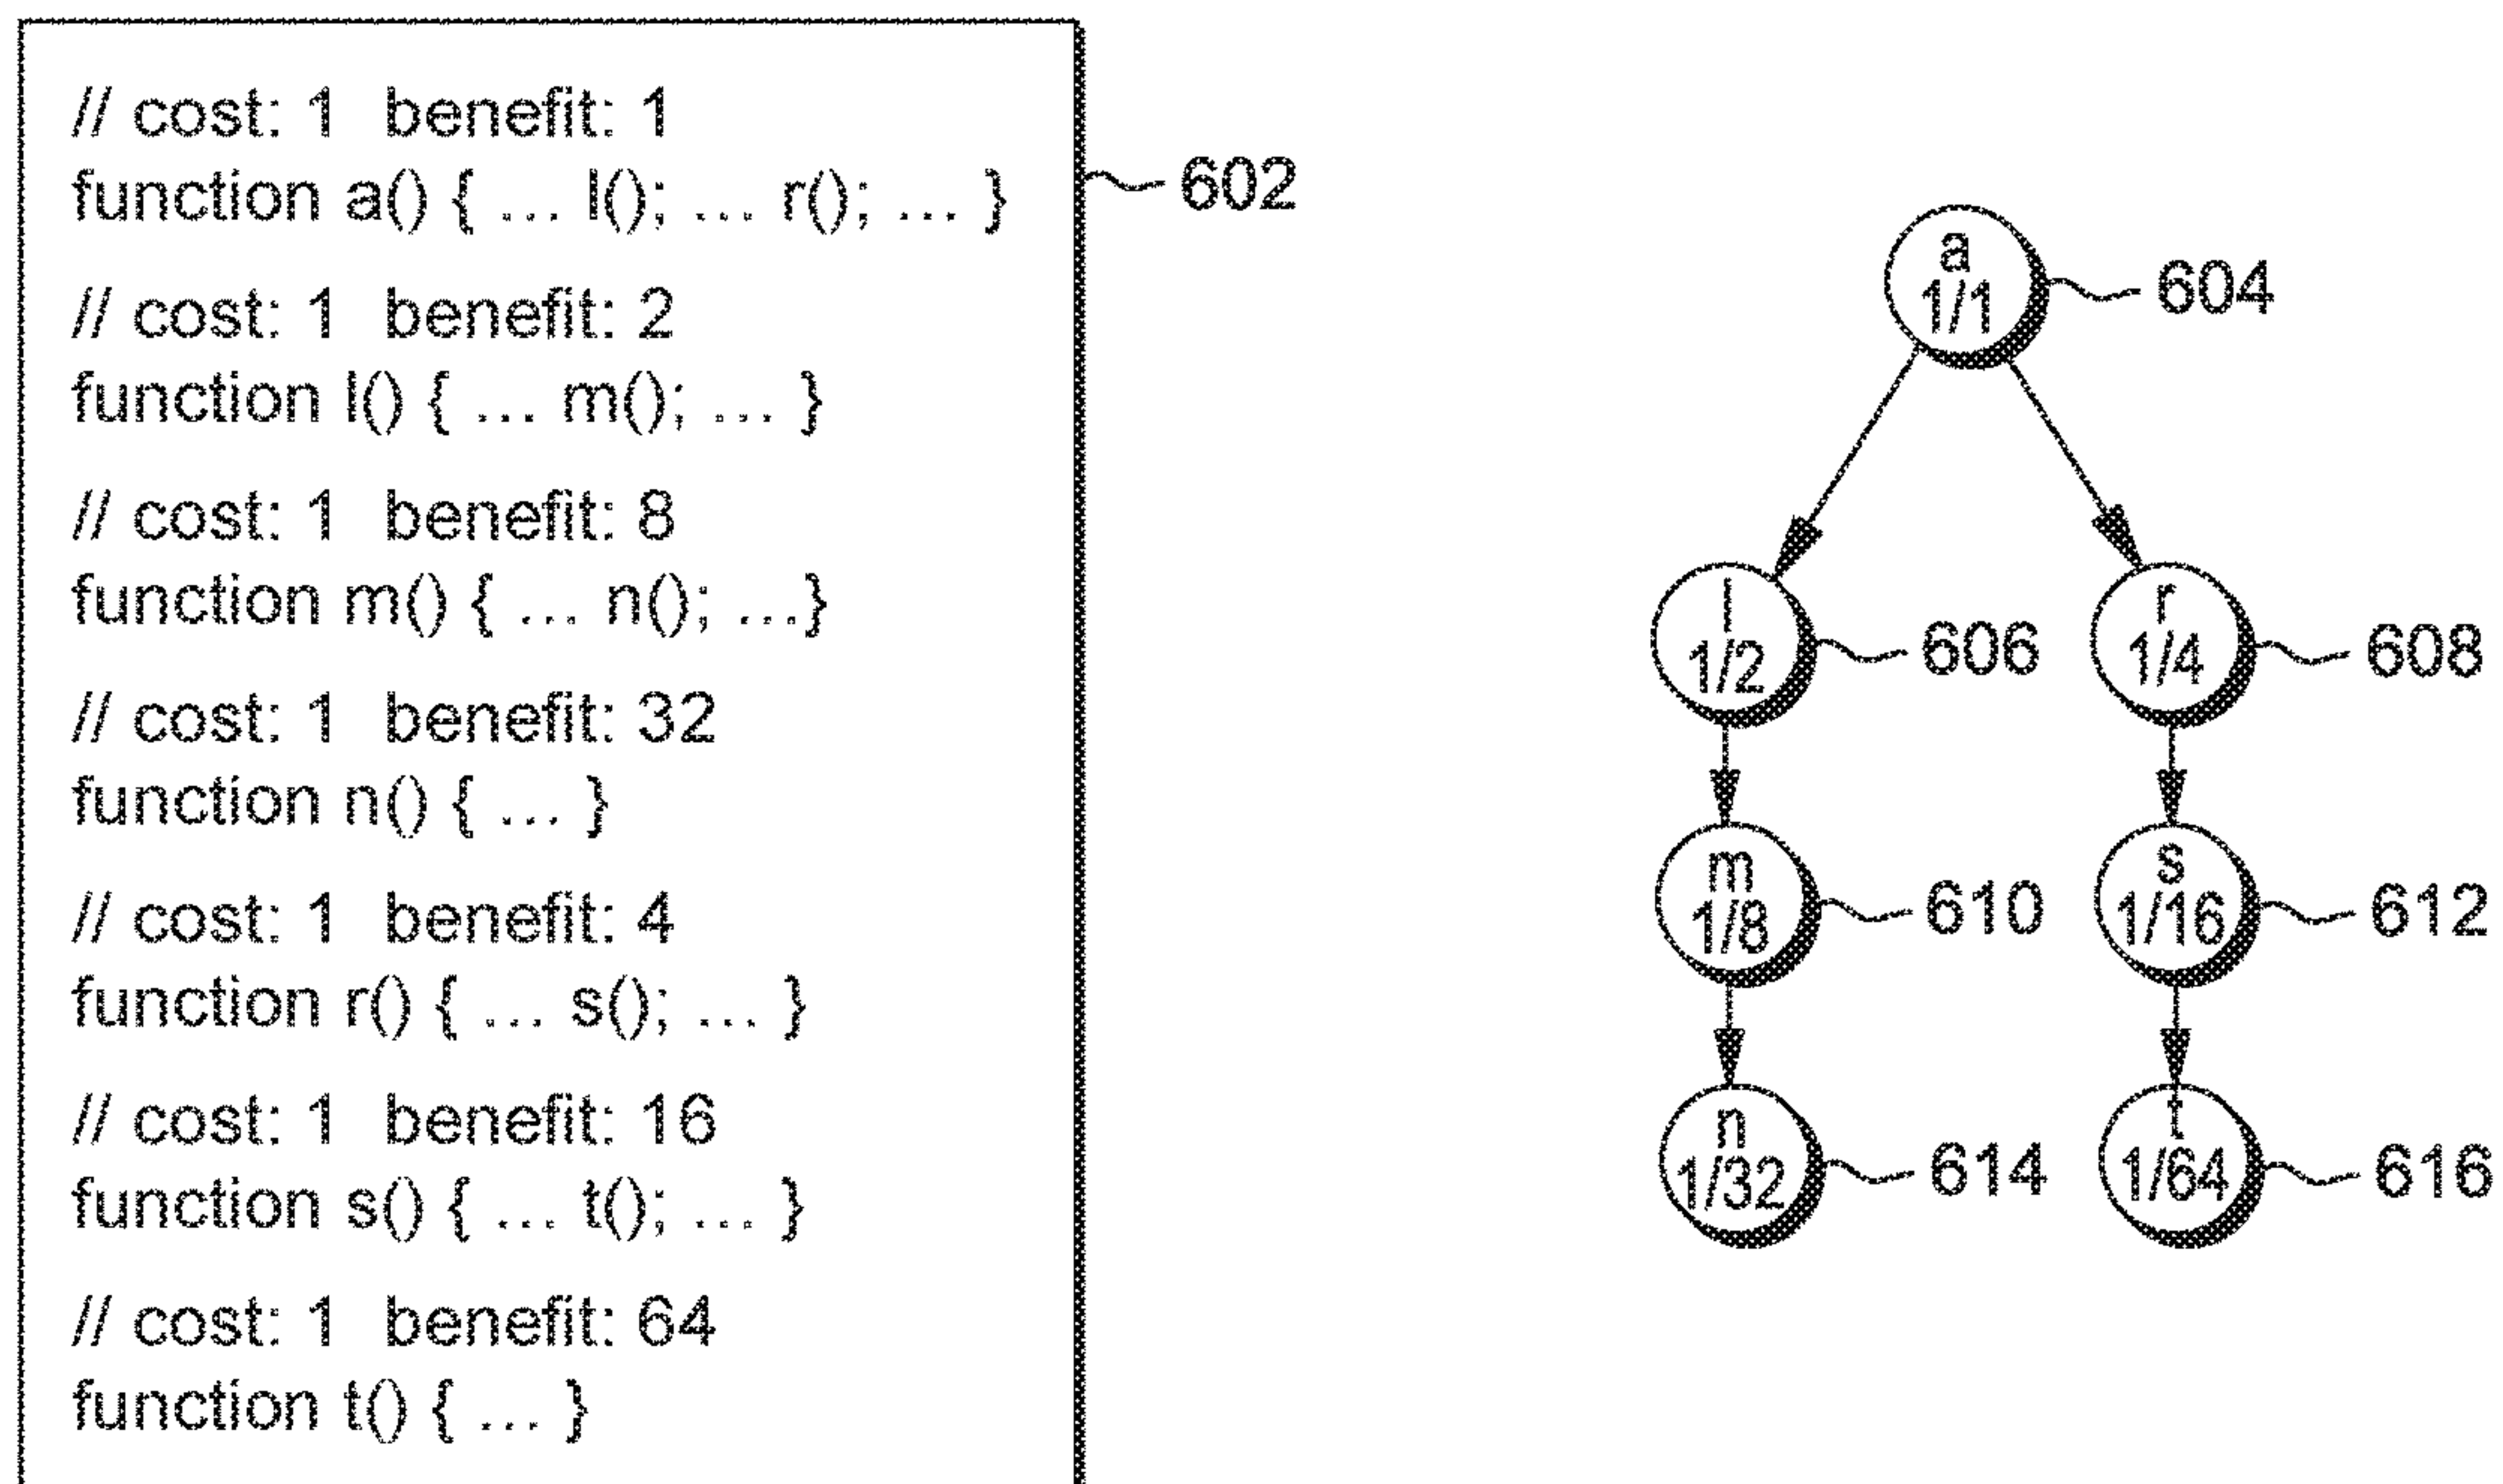 // cost: 1 benefit: 1
function a() { ... l(); ... r(); ... }
// cost: 1 benefit: 2
function l() { ... m(); ... }
// cost: 1 benefit: 8
function m() { ... n(); ...}
// cost: 1 benefit: 32
function n() { ... }
// cost: 1 benefit: 4
function r() { ... s(); ... }
// cost: 1 benefit: 16
function s() { ... t(); ... }
// cost: 1 benefit: 64
function t() { ... }
602
a
1/1
604
l
1/2
606
r
1/4
608
m
1/8
610
s
1/16
612
n
1/32
614
t
1/64
616